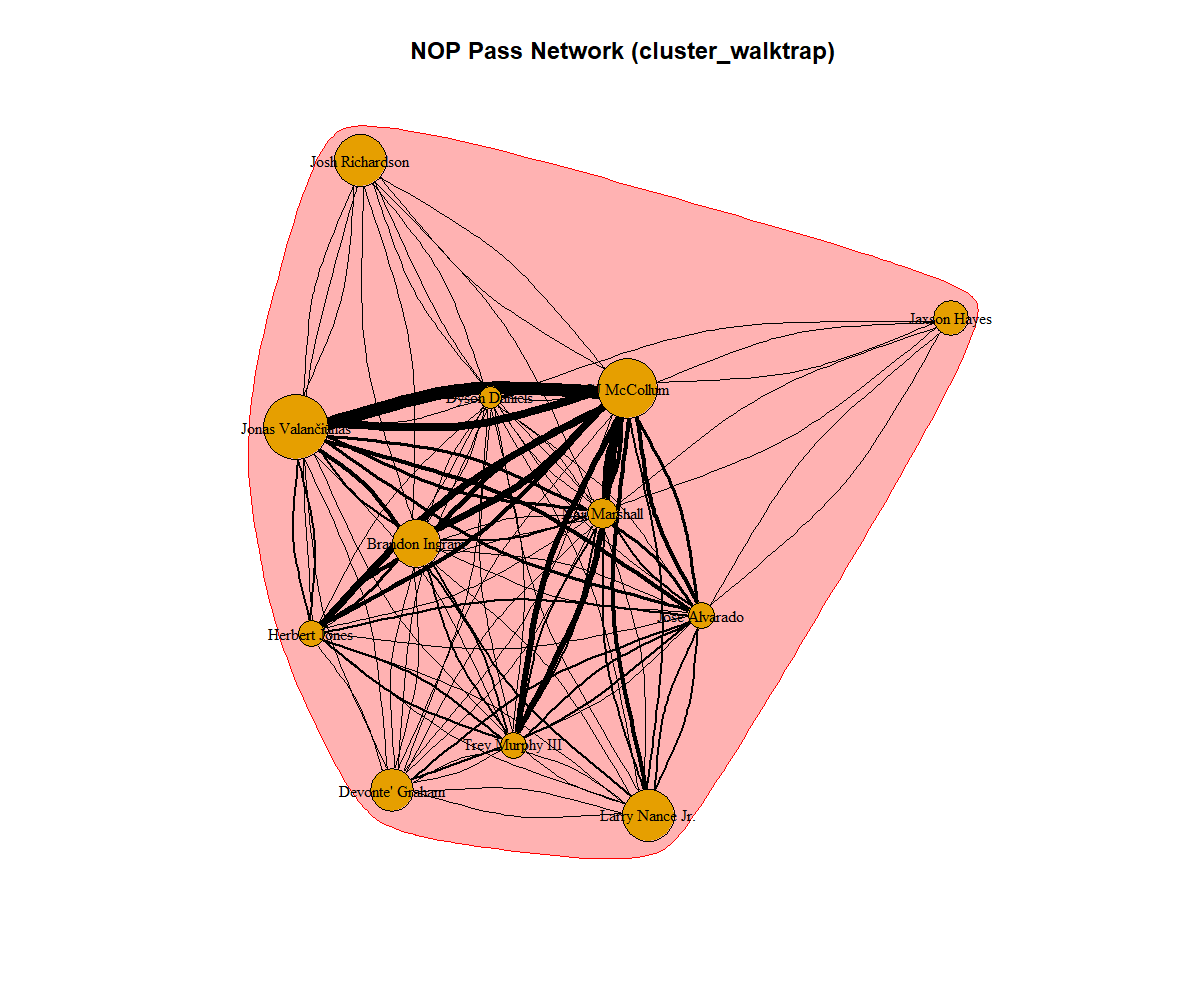 NOP Pass Network (cluster_walktrap)
Josh Richardson
Jaxson Hayes
McCollum
Dyson Daniels
Jonas Valančiūnas
Marshall
Brandon Ingram
Jose Alvarado
Herbert Jones
Trey Murphy III
Devonte' Graham
Larry Nance Jr.